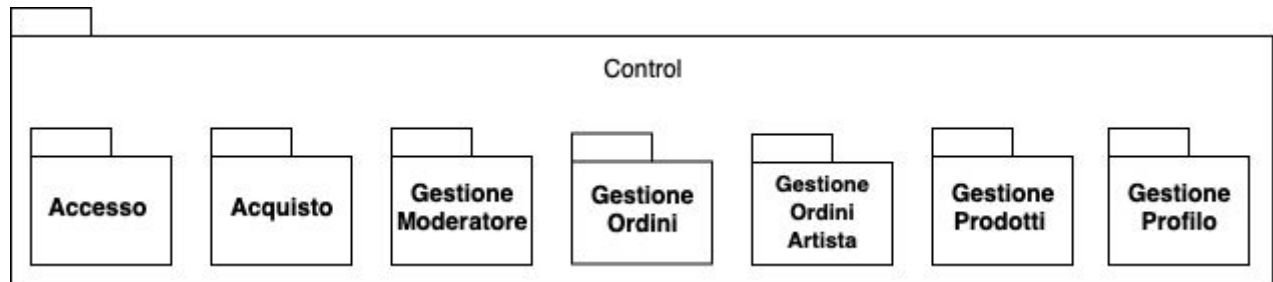 Control
Accesso
Acquisto
Gestione
Moderatore
Gestione
Ordini
Gestione
Ordini
Artista
Gestione
Prodotti
Gestione
Profilo